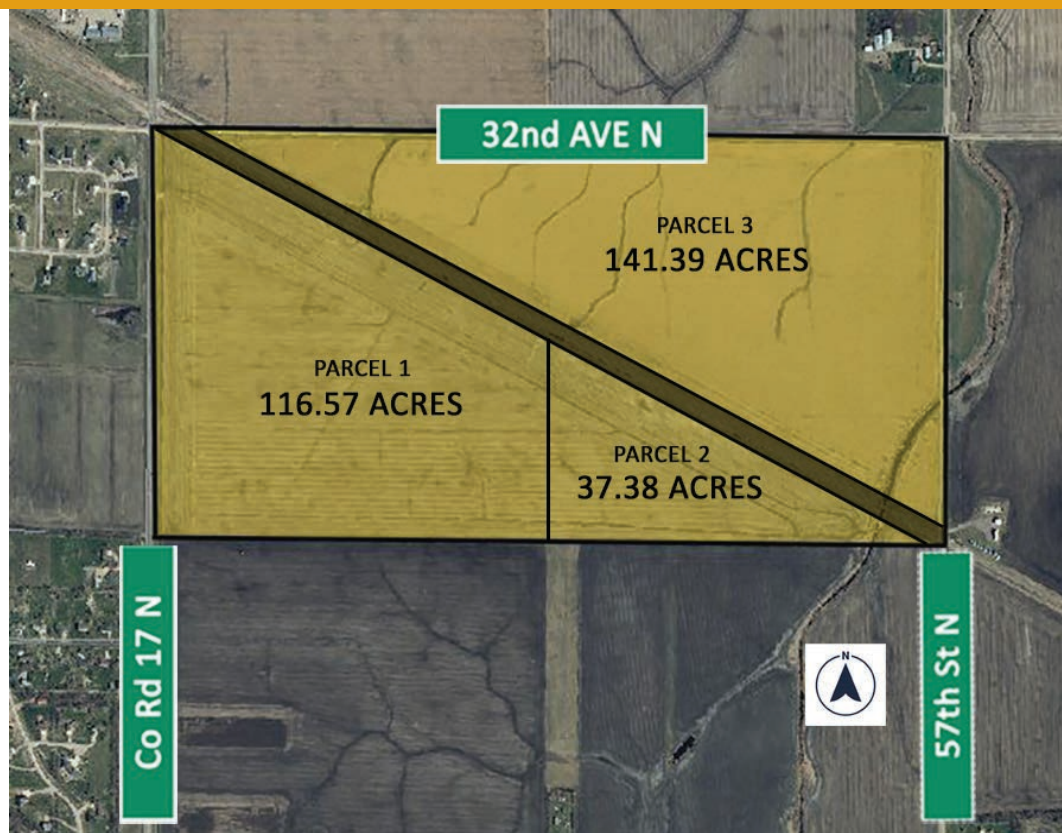 32nd AVE N
PARCEL 3
141.39 ACRES
PARCEL 1
116.57 ACRES
PARCEL 2
37.38 ACRES
Co Rd 17 N
57th St N
N